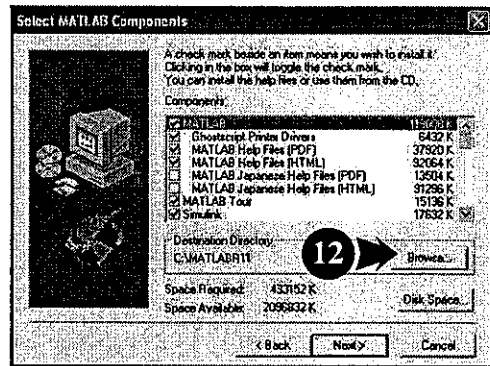 Select MATLAB Components
A check mark beside an item means you wish to install it.
Clicking in the box will toggle the check mark.
You can install the help files or use them from the CD.
Components:
MATLAB
Ghostscript Printer Drivers 6432 K
MATLAB Help Files (PDF) 37920 K
MATLAB Help Files (HTML) 92064 K
MATLAB Japanese Help Files (PDF) 13504 K
MATLAB Japanese Help Files (HTML) 91296 K
MATLAB Tour 15136 K
Simulink 17632 K
Destination Directory
C:\MATLABR11
12
Browse...
Space Required: 433152 K
Space Available: 2096832 K
Disk Space...
< Back
Next >
Cancel